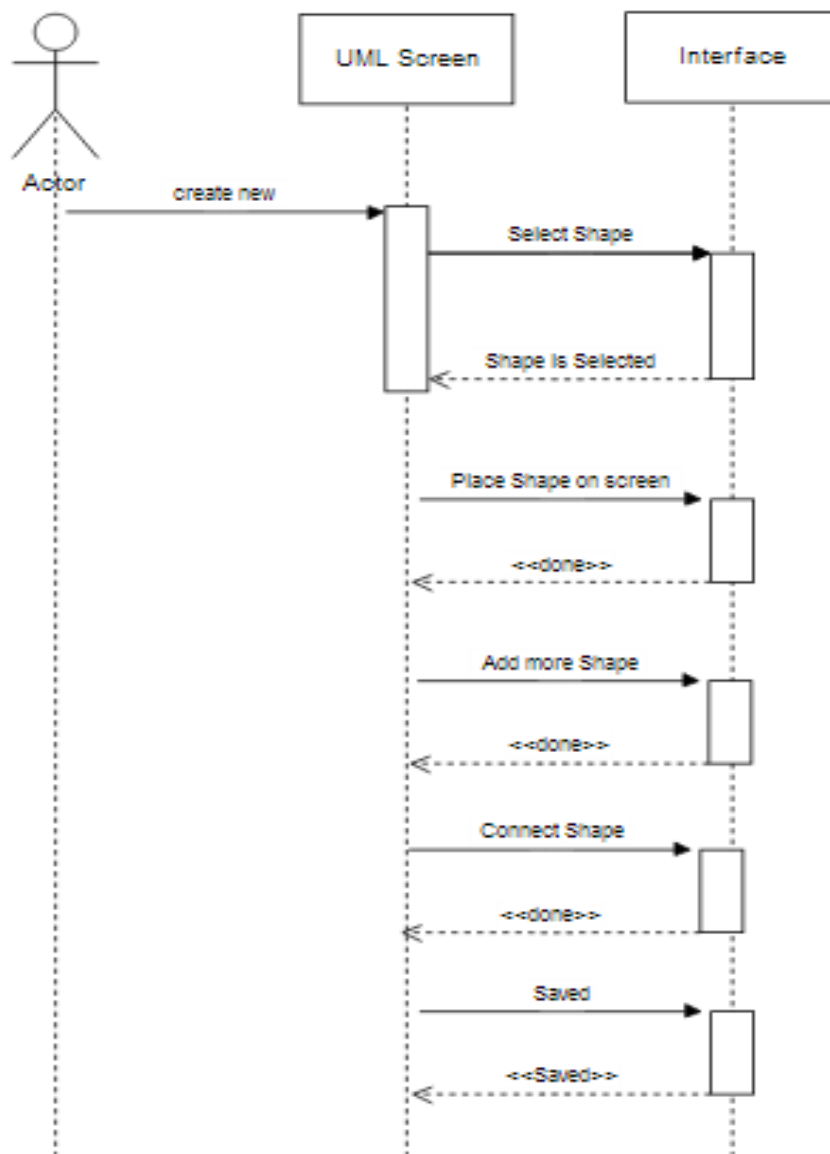 UML Screen
Interface
Actor
create new
Select Shape
Shape is Selected
Place Shape on screen
<<done>>
Add more Shape
<<done>>
Connect Shape
<<done>>
Saved
<<Saved>>